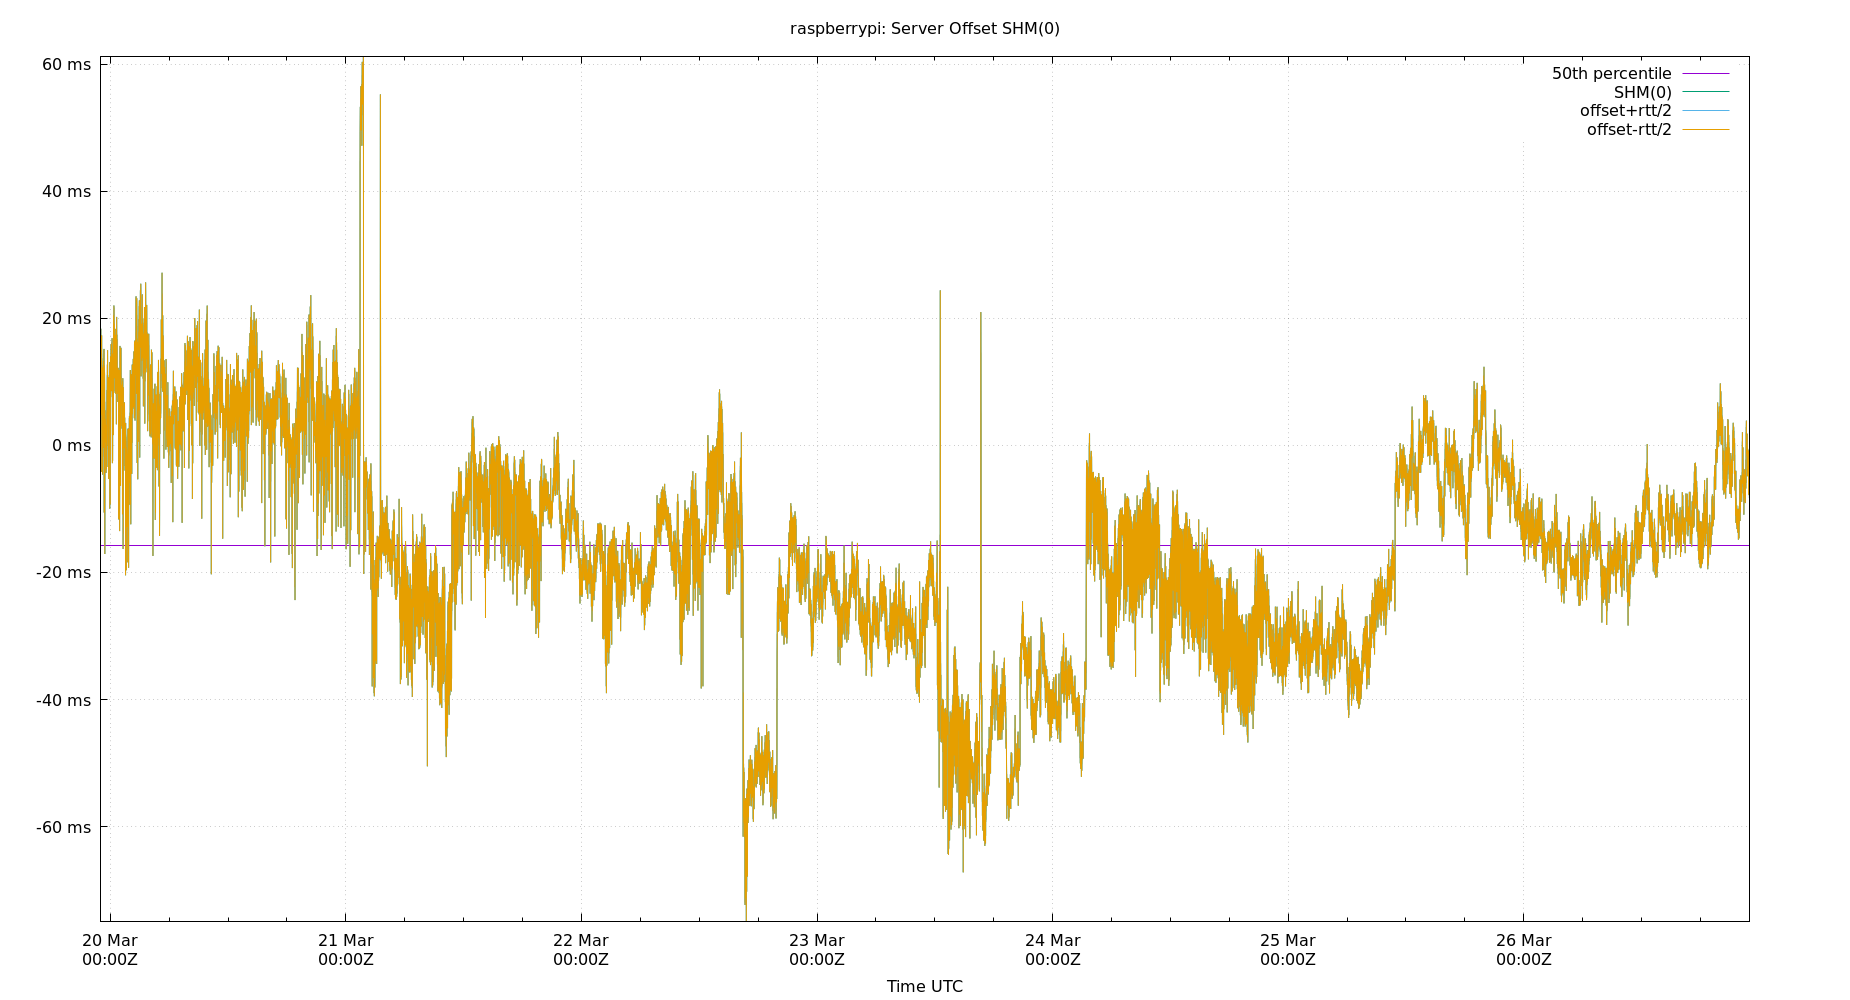 raspberrypi: Server Offset SHM(0)
60 ms
40 ms
20 ms
0 ms
-20 ms
-40 ms
-60 ms
50th percentile
SHM(0)
offset+rtt/2
offset-rtt/2
20 Mar 21 Mar 22 Mar 23 Mar 24 Mar 25 Mar 26 Mar
00:00Z 00:00Z 00:00Z 00:00Z 00:00Z 00:00Z 00:00Z
Time UTC